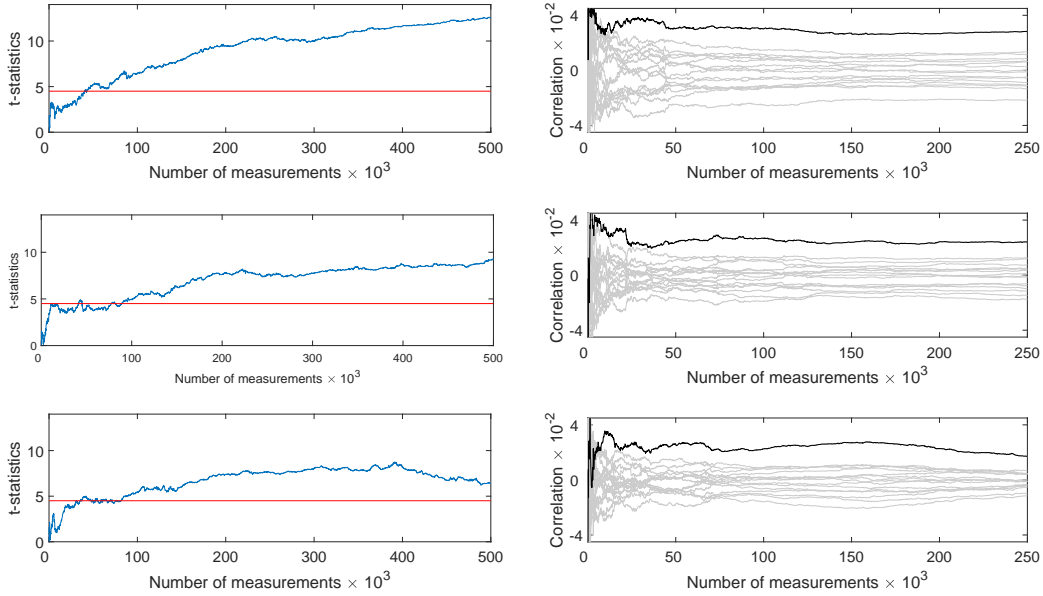 t-statistics
10
5
0
0 100 200 300 400 500
Number of measurements × 10³
Correlation × 10⁻²
4
0
-4
0 50 100 150 200 250
Number of measurements × 10³
t-statistics
10
5
0
0 100 200 300 400 500
Number of measurements × 10³
Correlation × 10⁻²
4
0
-4
0 50 100 150 200 250
Number of measurements × 10³
t-statistics
10
5
0
0 100 200 300 400 500
Number of measurements × 10³
Correlation × 10⁻²
4
0
-4
0 50 100 150 200 250
Number of measurements × 10³